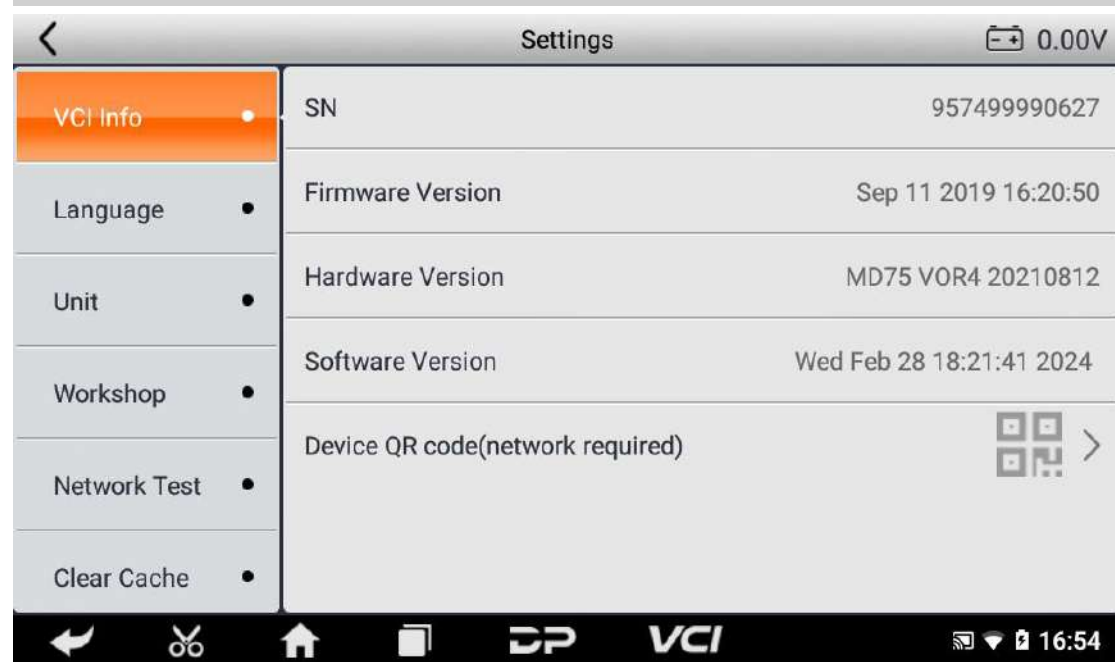 Settings
0.00V
VCI Info
SN
957499990627
Language
Firmware Version
Sep 11 2019 16:20:50
Unit
Hardware Version
MD75 VOR4 20210812
Workshop
Software Version
Wed Feb 28 18:21:41 2024
Network Test
Device QR code(network required)
Clear Cache
DP
VCI
16:54